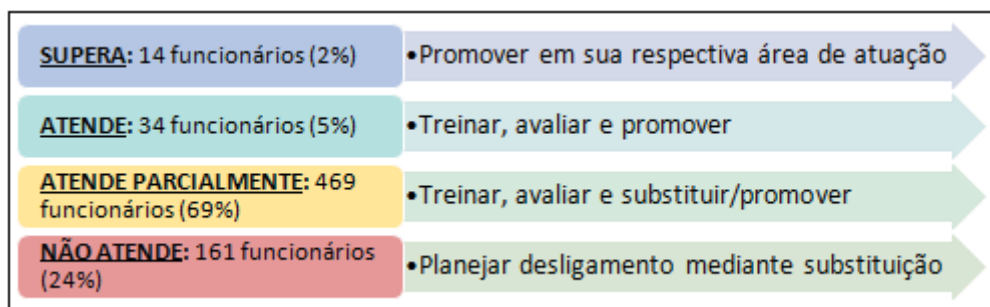 SUPERA: 14 funcionários (2%)
•Promover em sua respectiva área de atuação
ATENDE: 34 funcionários (5%)
•Treinar, avaliar e promover
ATENDE PARCIALMENTE: 469
funcionários (69%)
•Treinar, avaliar e substituir/promover
NÃO ATENDE: 161 funcionários
(24%)
•Planejar desligamento mediante substituição